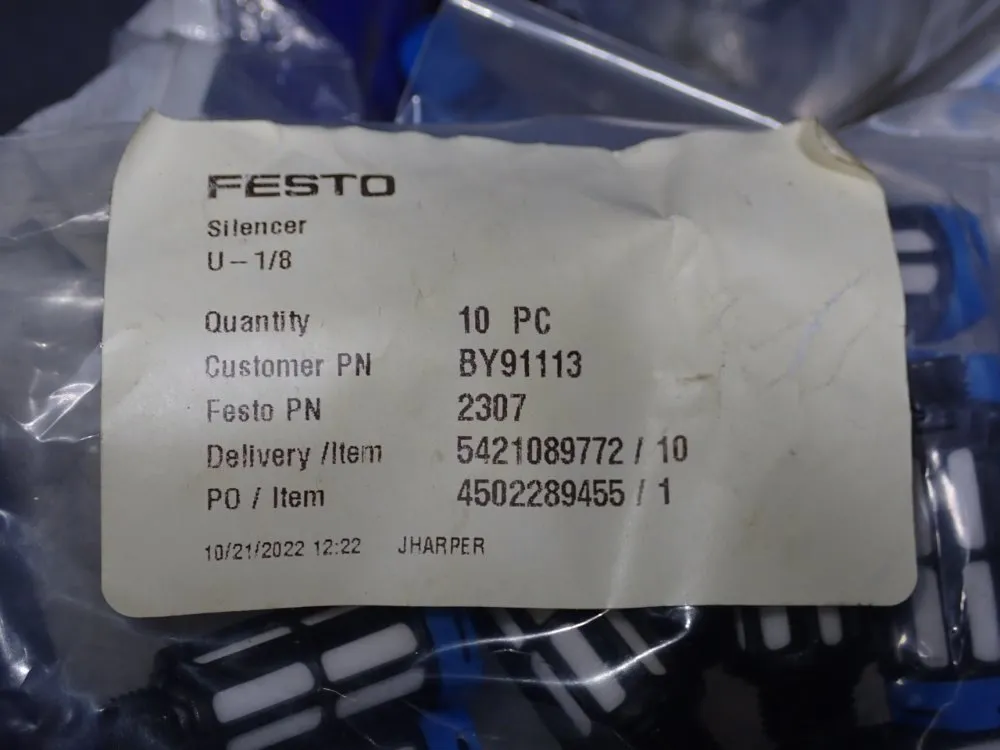 FESTO
Silencer
U-1/8
Quantity 10 PC
Customer PN BY91113
Festo PN 2307
Delivery /Item 5421089772 / 10
PO / Item 4502289455 / 1
10/21/2022 12:22 JHARPER